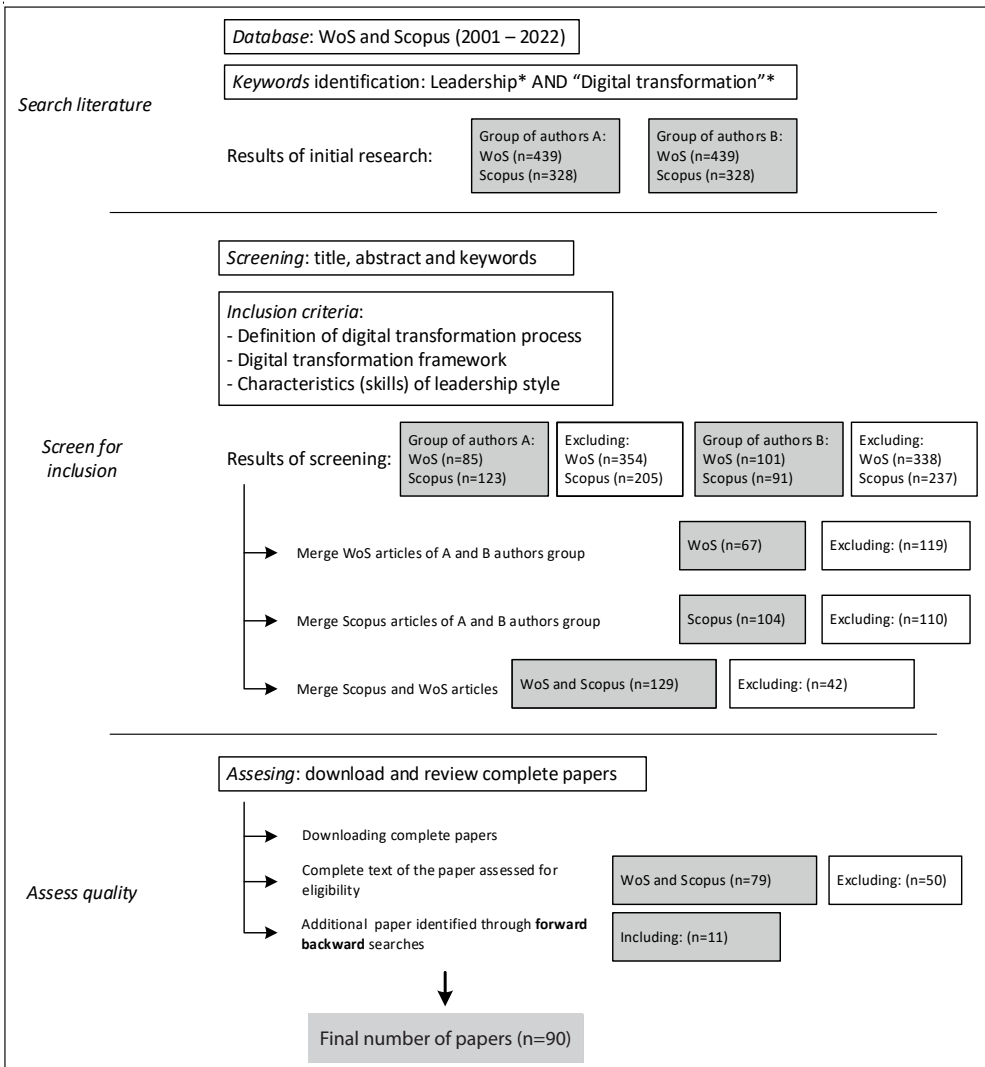 Database: WoS and Scopus (2001 – 2022)
Keywords identification: Leadership* AND “Digital transformation”*
Search literature
Results of initial research:
Group of authors A:
WoS (n=439)
Scopus (n=328)
Group of authors B:
WoS (n=439)
Scopus (n=328)
Screening: title, abstract and keywords
Inclusion criteria:
- Definition of digital transformation process
- Digital transformation framework
- Characteristics (skills) of leadership style
Screen for
inclusion
Results of screening:
Group of authors A:
WoS (n=85)
Scopus (n=123)
Excluding:
WoS (n=354)
Scopus (n=205)
Group of authors B:
WoS (n=101)
Scopus (n=91)
Excluding:
WoS (n=338)
Scopus (n=237)
Merge WoS articles of A and B authors group
WoS (n=67)
Excluding: (n=119)
Merge Scopus articles of A and B authors group
Scopus (n=104)
Excluding: (n=110)
Merge Scopus and WoS articles
WoS and Scopus (n=129)
Excluding: (n=42)
Assesing: download and review complete papers
Assess quality
Downloading complete papers
Complete text of the paper assessed for
eligibility
WoS and Scopus (n=79)
Excluding: (n=50)
Additional paper identified through forward
backward searches
Including: (n=11)
Final number of papers (n=90)